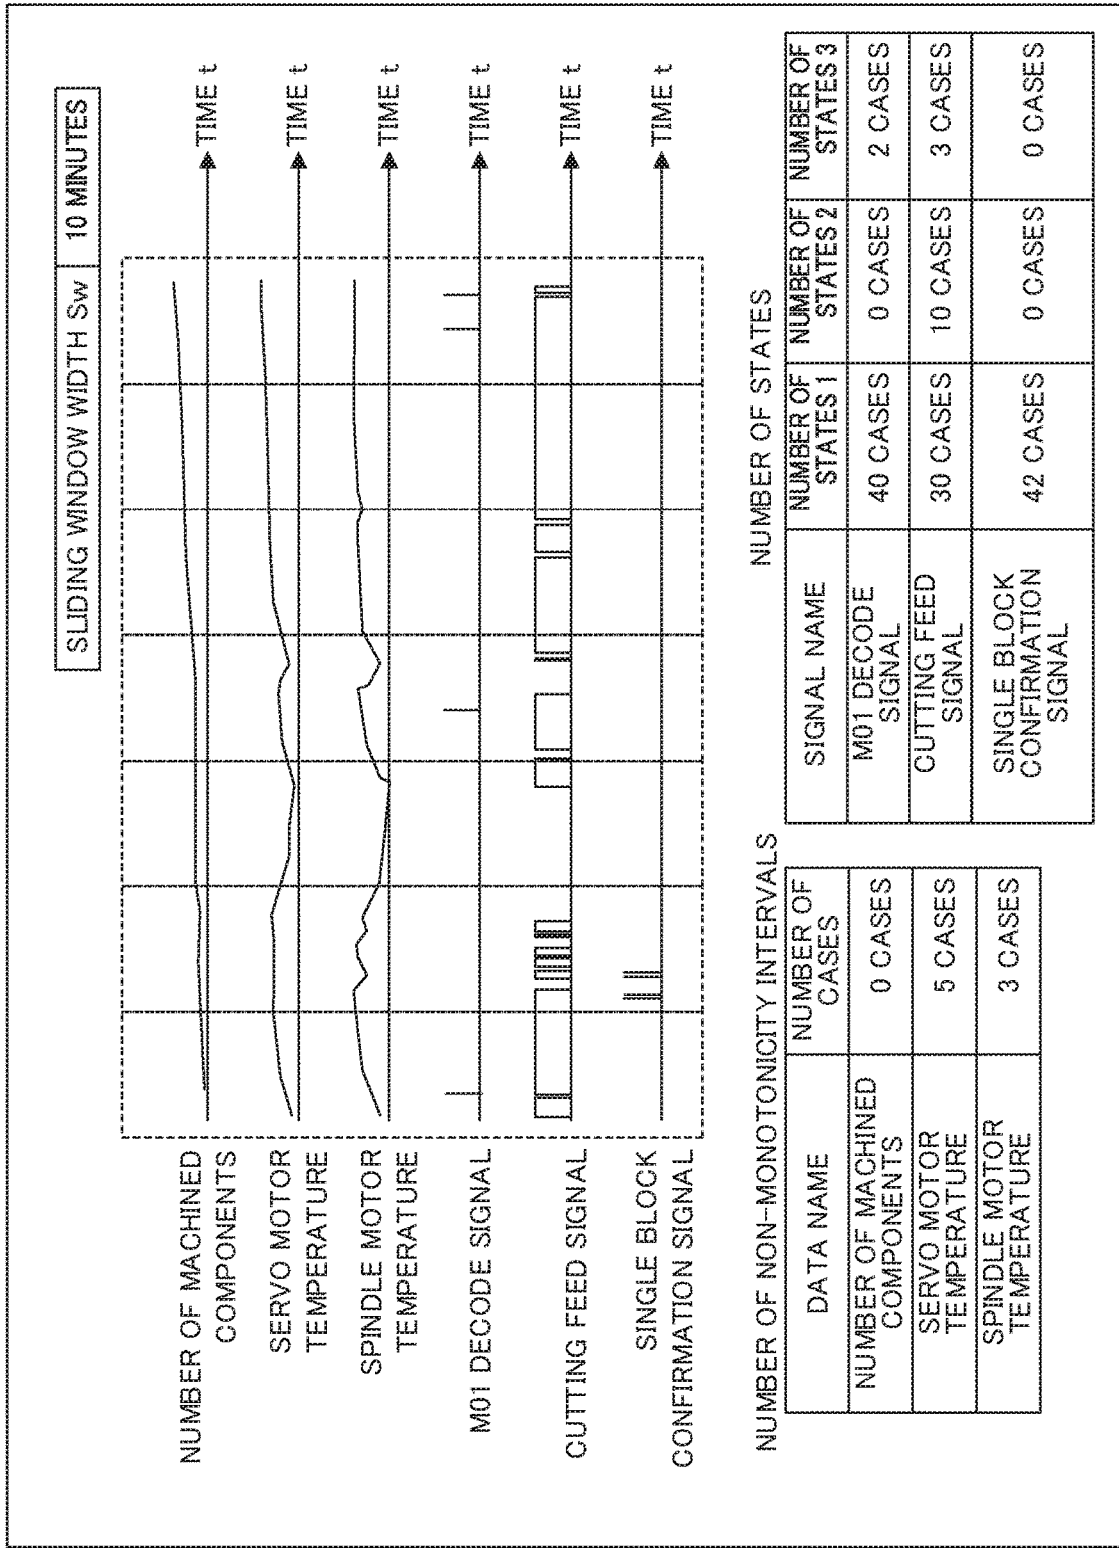 SLIDING WINDOW WIDTH Sw 10 MINUTES
NUMBER OF MACHINED
COMPONENTS
TIME t
SERVO MOTOR
TEMPERATURE
TIME t
SPINDLE MOTOR
TEMPERATURE
TIME t
M01 DECODE SIGNAL
TIME t
CUTTING FEED SIGNAL
TIME t
SINGLE BLOCK
CONFIRMATION SIGNAL
TIME t
NUMBER OF NON-MONOTONICITY INTERVALS
DATA NAME
NUMBER OF
CASES
NUMBER OF MACHINED
COMPONENTS
0 CASES
SERVO MOTOR
TEMPERATURE
5 CASES
SPINDLE MOTOR
TEMPERATURE
3 CASES
NUMBER OF STATES
SIGNAL NAME
NUMBER OF
STATES 1
NUMBER OF
STATES 2
NUMBER OF
STATES 3
M01 DECODE
SIGNAL
40 CASES
0 CASES
2 CASES
CUTTING FEED
SIGNAL
30 CASES
10 CASES
3 CASES
SINGLE BLOCK
CONFIRMATION
SIGNAL
42 CASES
0 CASES
0 CASES